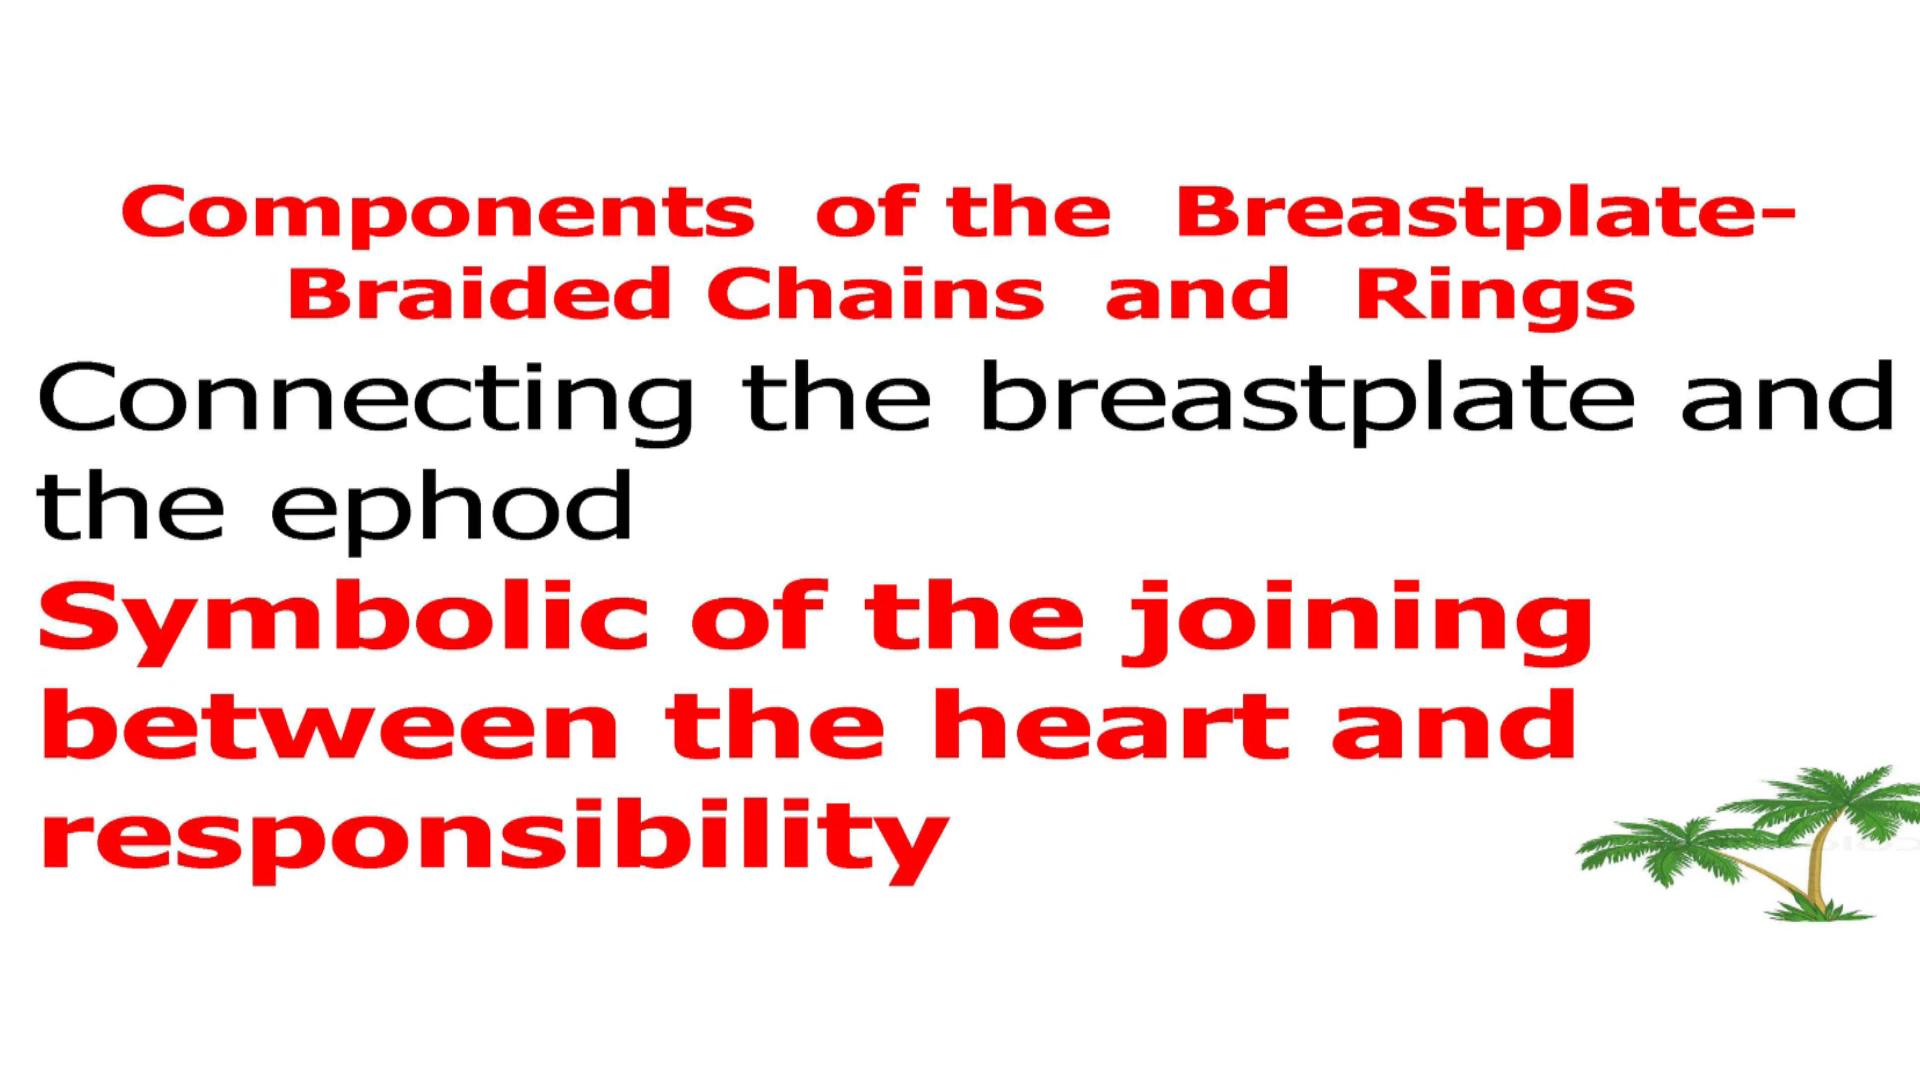 Components of the Breastplate-
Braided Chains and Rings
Connecting the breastplate and
the ephod
Symbolic of the joining
between the heart and
responsibility